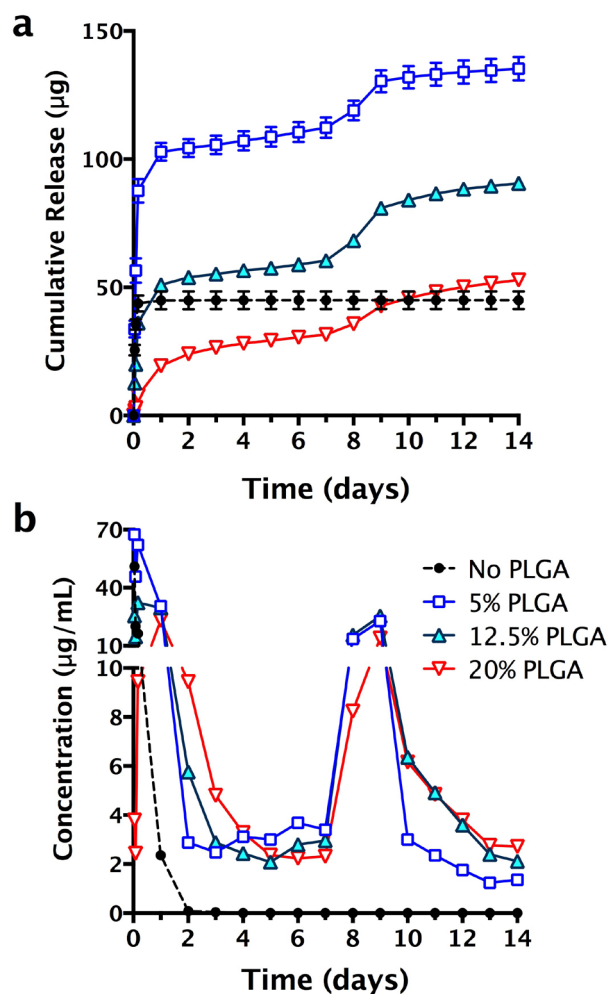 a
150
100
50
0
Cumulative Release (µg)
0 2 4 6 8 10 12 14
Time (days)
b
70
40
10
10
8
6
4
2
0
Concentration (µg/mL)
No PLGA
5% PLGA
12.5% PLGA
20% PLGA
0 2 4 6 8 10 12 14
Time (days)